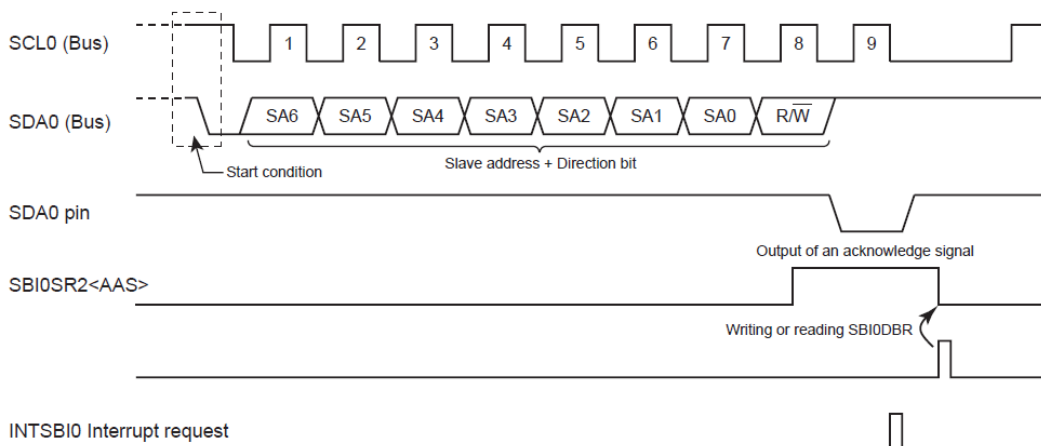 SCL0 (Bus)
1 2 3 4 5 6 7 8 9
SDA0 (Bus)
SA6 SA5 SA4 SA3 SA2 SA1 SA0 R/W̅
Slave address + Direction bit
Start condition
SDA0 pin
Output of an acknowledge signal
SBI0SR2<AAS>
Writing or reading SBI0DBR
INTSBI0 Interrupt request